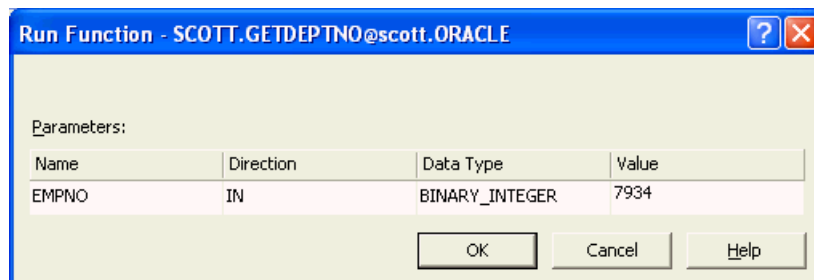 Run Function - SCOTT.GETDEPTNO@scott.ORACLE ?
Parameters:
Name Direction Data Type Value
EMPNO IN BINARY_INTEGER 7934
OK Cancel Help